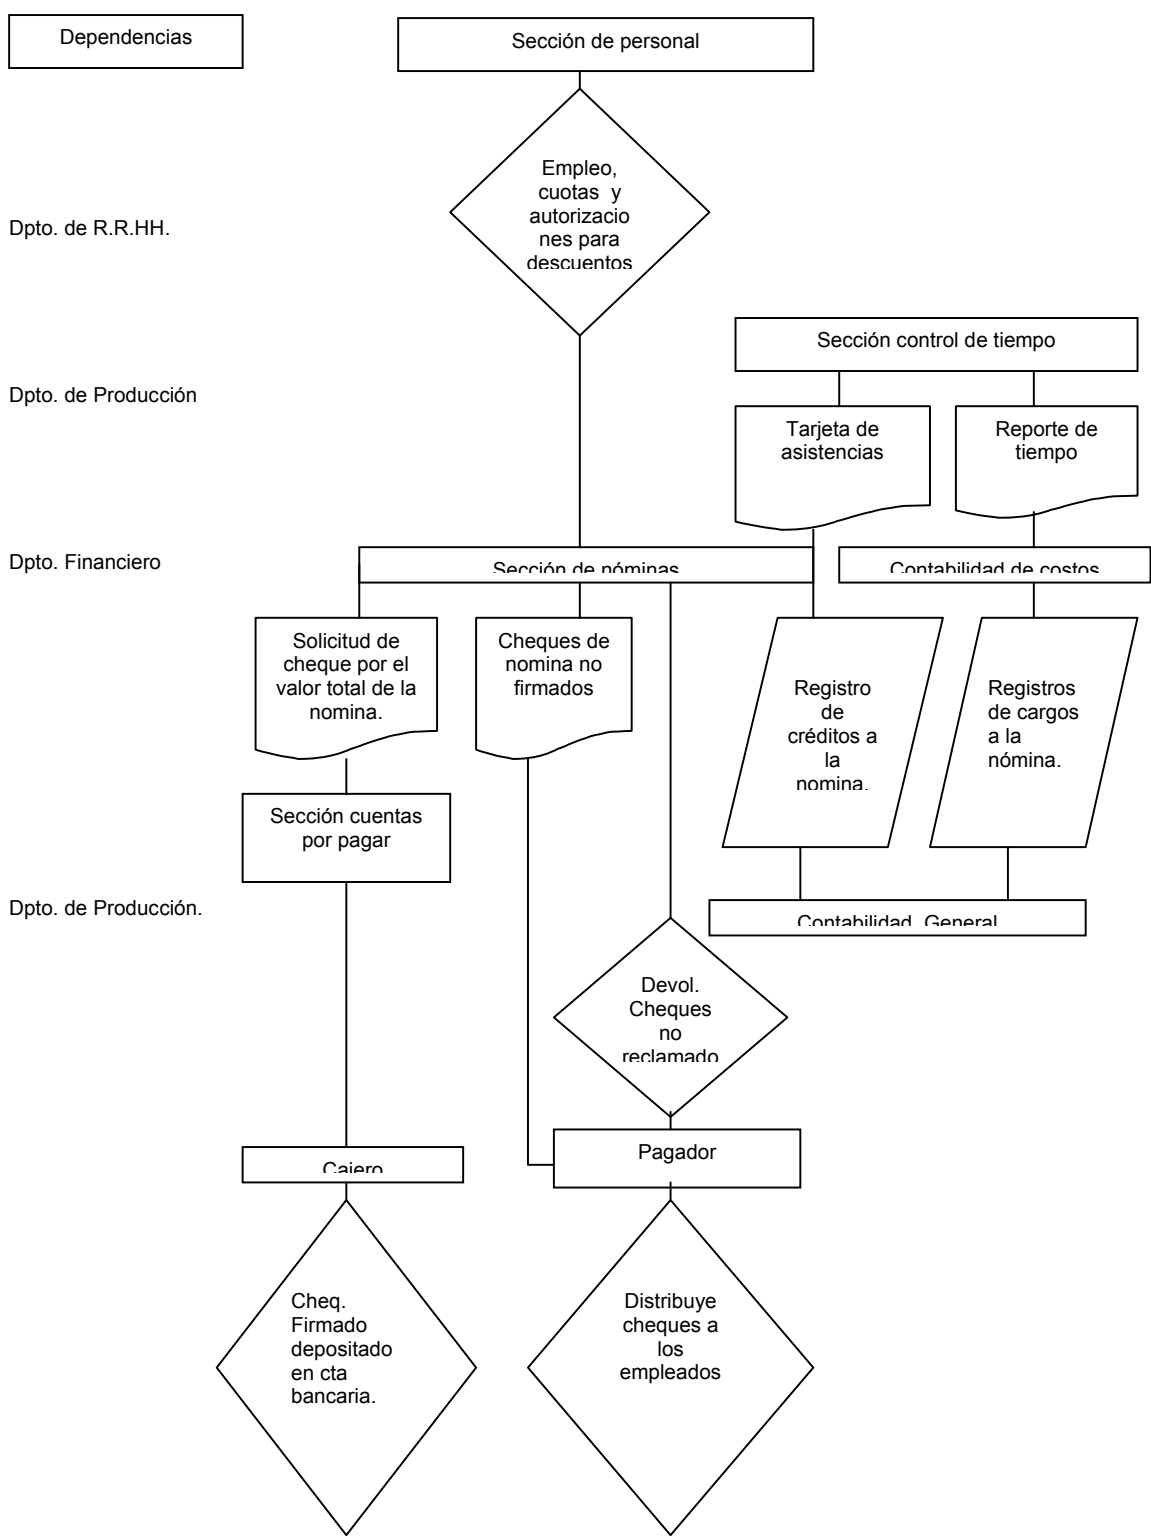 Dependencias
Sección de personal
Empleo,
cuotas y
autorizacio
nes para
descuentos
Dpto. de R.R.HH.
Sección control de tiempo
Dpto. de Producción
Tarjeta de
asistencias
Reporte de
tiempo
Dpto. Financiero
Sección de nóminas
Contabilidad de costos
Solicitud de
cheque por el
valor total de la
nomina.
Cheques de
nomina no
firmados
Registro
de
créditos a
la
nomina.
Registros
de cargos
a la
nómina.
Sección cuentas
por pagar
Dpto. de Producción.
Contabilidad General
Devol.
Cheques
no
reclamado
Cajero
Pagador
Cheq.
Firmado
depositado
en cta
bancaria.
Distribuye
cheques a
los
empleados